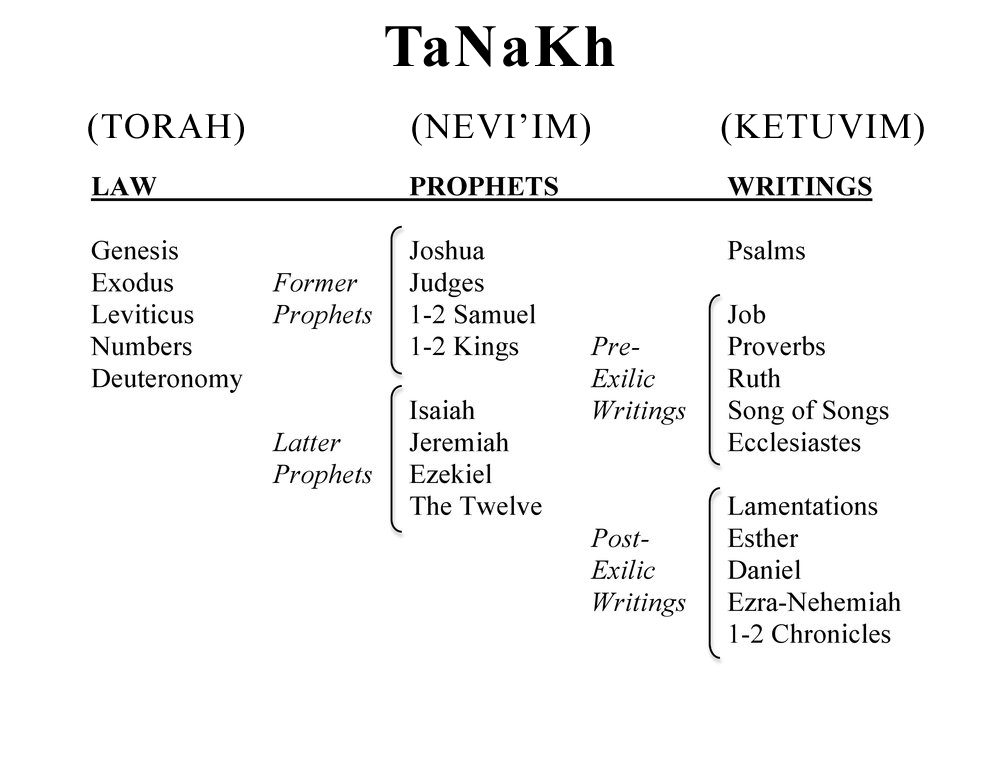 TaNaKh
(TORAH)
(NEVI’IM)
(KETUVIM)
LAW
PROPHETS
WRITINGS
Genesis
Exodus
Leviticus
Numbers
Deuteronomy
Former
Prophets
Joshua
Judges
1-2 Samuel
1-2 Kings
Latter
Prophets
Isaiah
Jeremiah
Ezekiel
The Twelve
Psalms
Pre-
Exilic
Writings
Job
Proverbs
Ruth
Song of Songs
Ecclesiastes
Post-
Exilic
Writings
Lamentations
Esther
Daniel
Ezra-Nehemiah
1-2 Chronicles